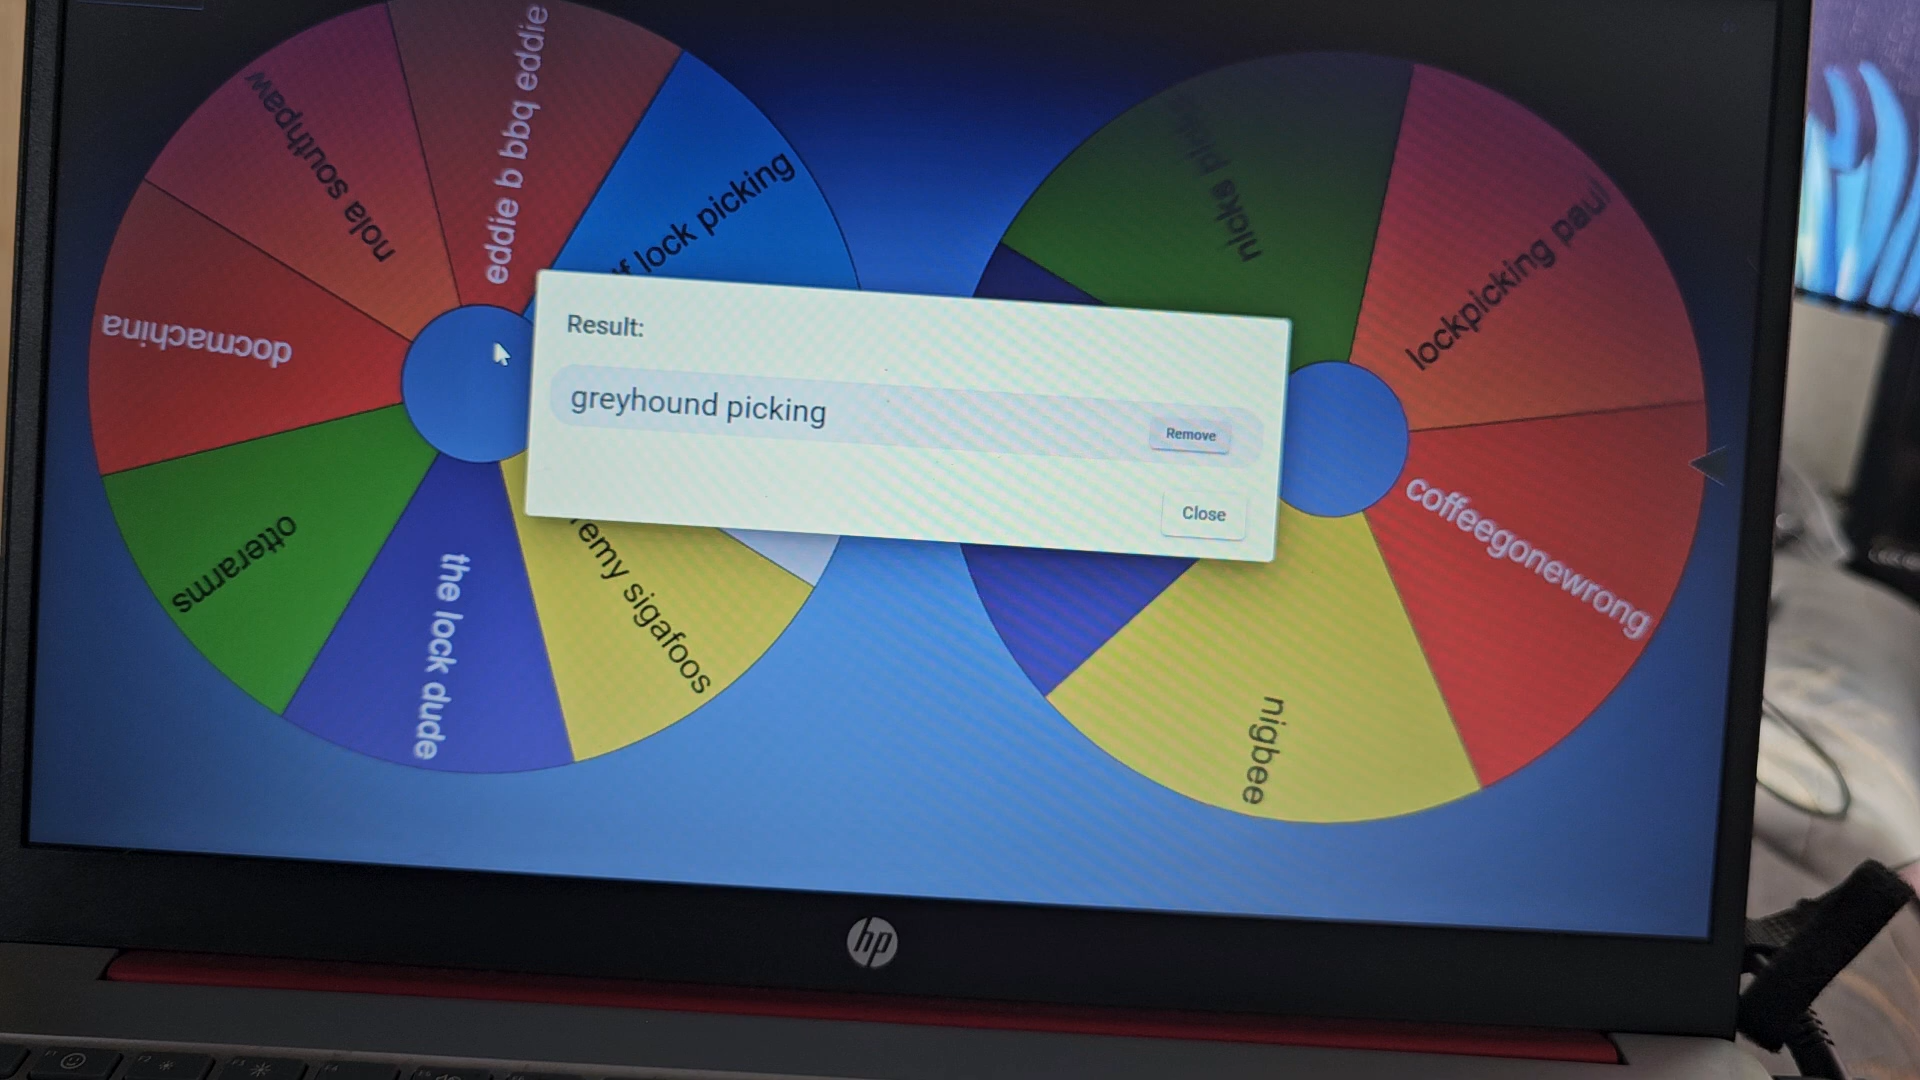 eddie b bbq eddie
nola southpaw
docmachina
otterarms
the lock dude
emy sigafoos
lock picking
Result:
greyhound picking
Remove
Close
nicks
lockpicking paul
coffeegonewrong
nigbee
hp